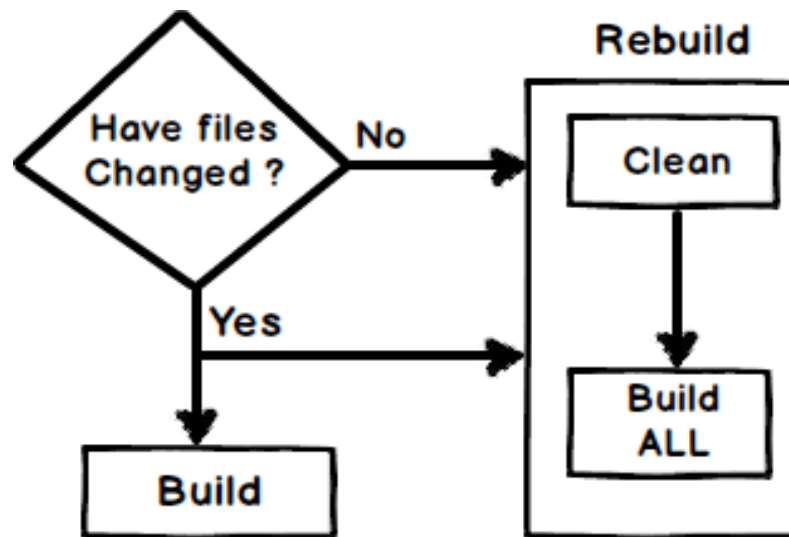 Rebuild
Have files
Changed ?
No
Clean
Yes
Build
ALL
Build